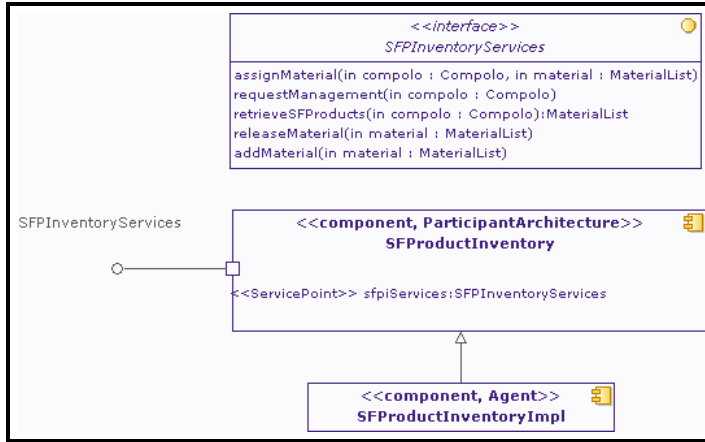 <<interface>>
SFPInventoryServices
assignMaterial(in compolo : Compolo, in material : MaterialList)
requestManagement(in compolo : Compolo)
retrieveSFProducts(in compolo : Compolo):MaterialList
releaseMaterial(in material : MaterialList)
addMaterial(in material : MaterialList)
SFPInventoryServices
<<component, ParticipantArchitecture>>
SFProductInventory
<<ServicePoint>> sfpiServices:SFPInventoryServices
<<component, Agent>>
SFProductInventoryImpl